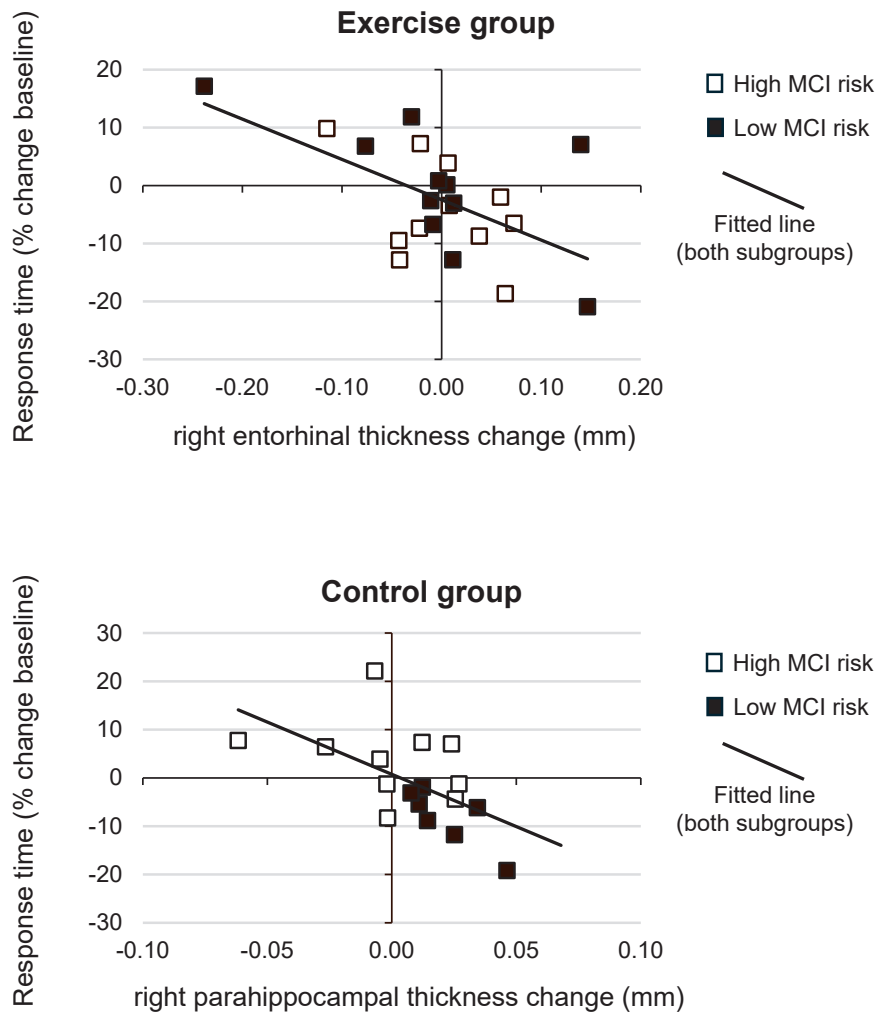 Exercise group
Response time (% change baseline)
20
10
0
-10
-20
-30
-0.30 -0.20 -0.10 0.00 0.10 0.20
right entorhinal thickness change (mm)
High MCI risk
Low MCI risk
Fitted line
(both subgroups)
Control group
Response time (% change baseline)
30
20
10
0
-10
-20
-30
-0.10 -0.05 0.00 0.05 0.10
right parahippocampal thickness change (mm)
High MCI risk
Low MCI risk
Fitted line
(both subgroups)